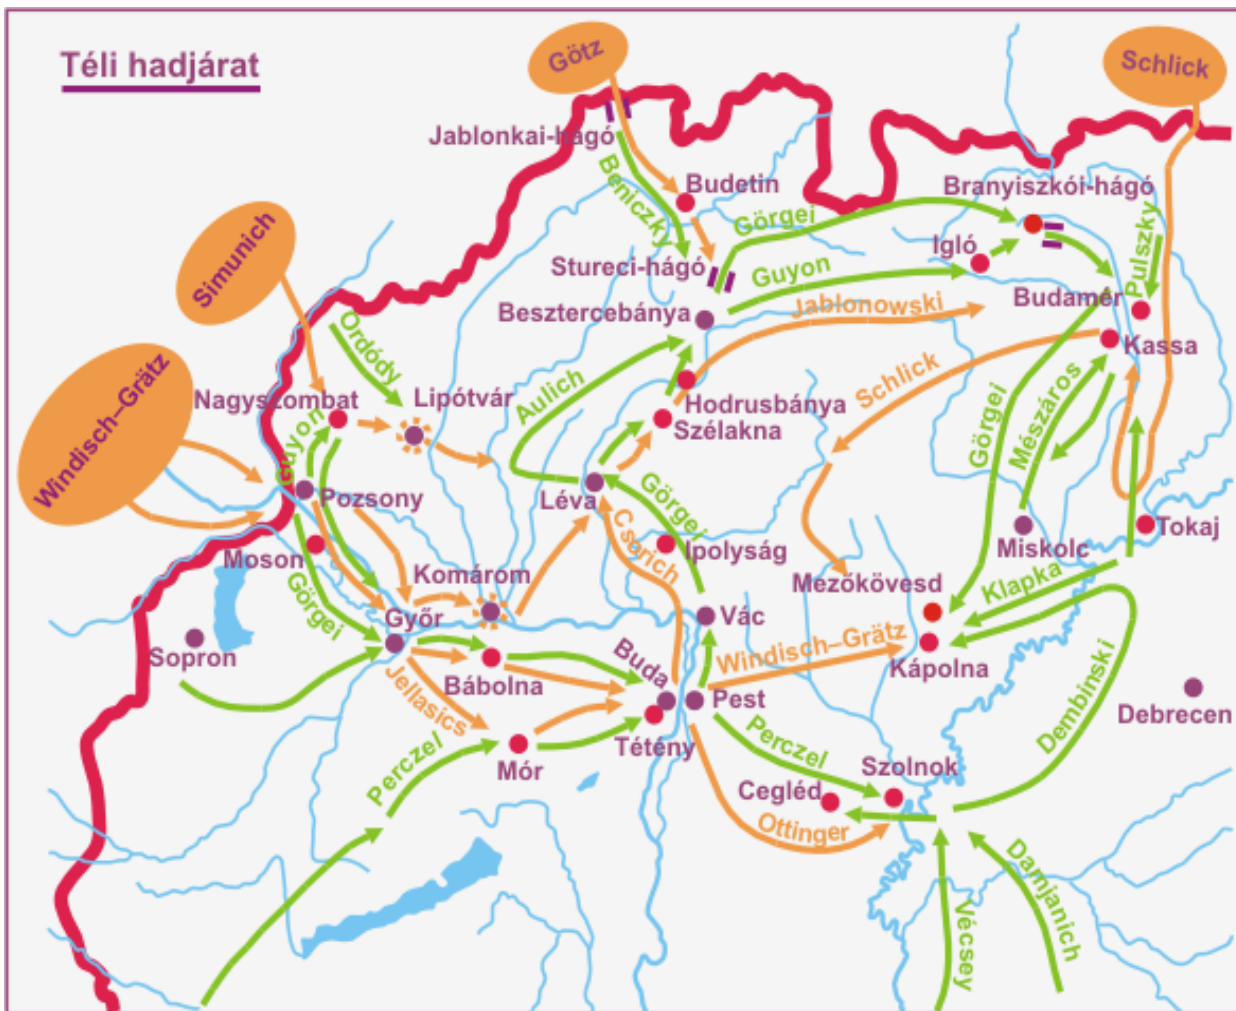 Téli hadjárat
Götz
Schlick
Jablonkai-hágó
Beniczky
Budetin
Branyiszkói-hágó
Görgei
Pulszky
Igló
Simunich
Stureci-hágó
Guyon
Budamér
Besztercebánya
Jablonowski
Ordódy
Kassa
Windisch–Grätz
Nagyszombat
Lipótvár
Aulich
Schlick
Hodrusbánya
Szélakna
Guyon
Görgei
Mészáros
Pozsony
Léva
Görgei
Moson
Csorich
Ipolyság
Miskolc
Tokaj
Komárom
Mezőkövesd
Klapka
Görgei
Győr
Vác
Sopron
Buda
Windisch–Grätz
Kápolna
Bábolna
Jellasics
Pest
Dembinski
Debrecen
Tétény
Perczel
Mór
Perczel
Szolnok
Cegléd
Ottinger
Damjanich
Vécsey